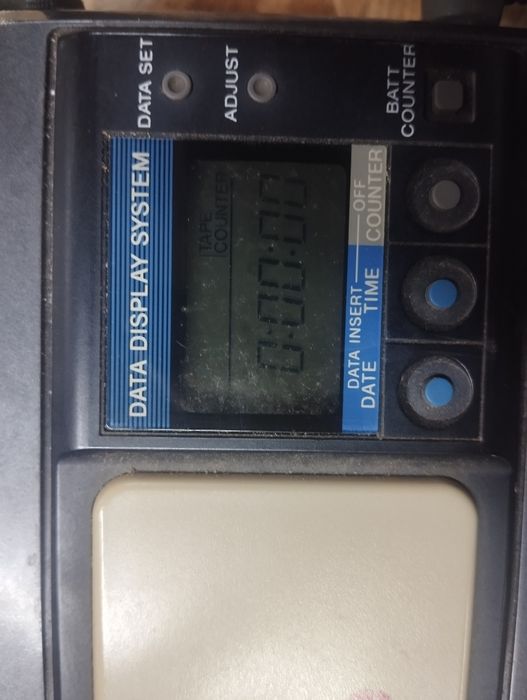 DATA DISPLAY SYSTEM
DATA SET
ADJUST
TAPE
COUNTER
0:00:00
DATA INSERT
OFF
DATE
TIME
COUNTER
BATT
COUNTER